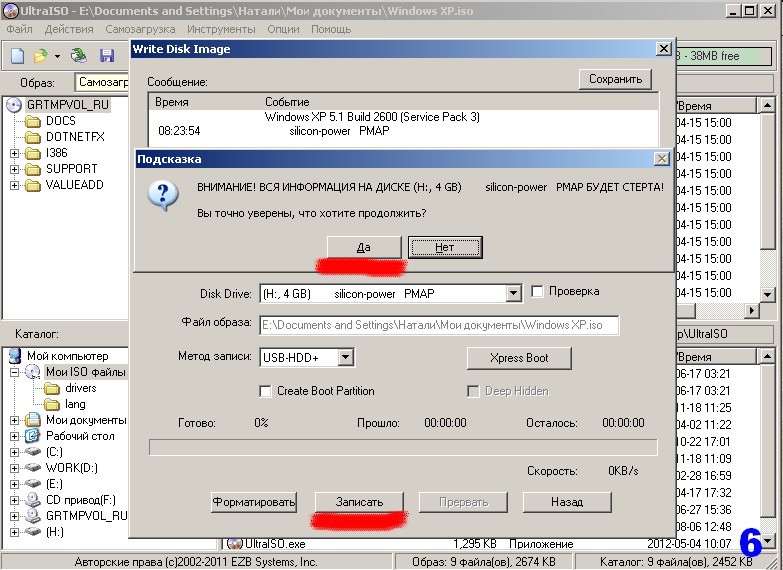 UltraISO - E:\Documents and Settings\Натали\Мои документы\Windows XP.iso
Файл Действия Самозагрузка Инструменты Опции Помощь
Write Disk Image
- 38MB free
Образ: Самозагр
Сообщение:
Сохранить
GRTMPVOL_RU
DOCS
DOTNETFX
I386
SUPPORT
VALUEADD
Время Событие
Windows XP 5.1 Build 2600 (Service Pack 3)
08:23:54 silicon-power PMAP
/Время
04-15 15:00
04-15 15:00
04-15 15:00
04-15 15:00
04-15 15:00
04-15 15:00
04-15 15:00
04-15 15:00
04-15 15:00
04-15 15:00
04-15 15:00
Подсказка
ВНИМАНИЕ! ВСЯ ИНФОРМАЦИЯ НА ДИСКЕ (H:, 4 GB) silicon-power PMAP БУДЕТ СТЕРТА!
Вы точно уверены, что хотите продолжить?
Да
Нет
Disk Drive: (H:, 4 GB) silicon-power PMAP
Проверка
Файл образа: E:\Documents and Settings\Натали\Мои документы\Windows XP.iso
Метод записи: USB-HDD+
Xpress Boot
Create Boot Partition
Deep Hidden
Готово: 0% Прошло: 00:00:00 Осталось: 00:00:00
Скорость: 0KB/s
Форматировать
Записать
Прервать
Назад
Каталог:
p\UltraISO
Мой компьютер
Мои ISO файлы
drivers
lang
Мои документы
Рабочий стол
(C:)
WORK(D:)
(E:)
CD привод(F:)
GRTMPVOL_RU
(H:)
/Время
06-17 03:21
06-17 03:21
11-18 11:25
04-02 11:22
10-22 17:01
02-28 16:59
04-17 17:32
06-27 15:36
08-06 12:48
UltraISO.exe 1,295 KB Приложение 2012-05-04 10:07
6
Авторские права (c)2002-2011 EZB Systems, Inc.
Образ: 9 файла(ов), 2674 KB
Каталог: 9 файла(ов), 2452 KB